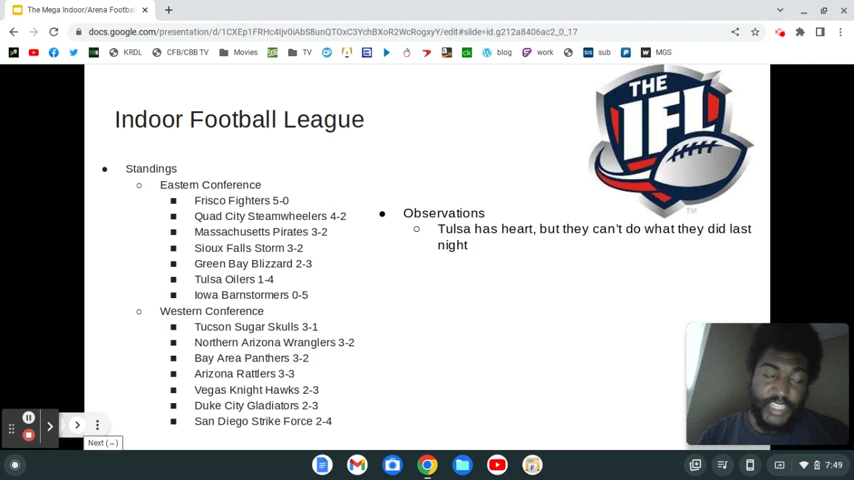 The Mega Indoor/Arena Footbal
docs.google.com/presentation/d/1CXEp1FRHc4Ijv0iAbS8unQTOxC3YchBXoR2WcRogxyY/edit#slide=id.g212a8406ac2_0_17
KRDL
CFB/CBB TV
Movies
TV
blog
work
sub
MGS
Indoor Football League
THE
IFL
TM
Standings
Eastern Conference
Frisco Fighters 5-0
Quad City Steamwheelers 4-2
Massachusetts Pirates 3-2
Sioux Falls Storm 3-2
Green Bay Blizzard 2-3
Tulsa Oilers 1-4
Iowa Barnstormers 0-5
Western Conference
Tucson Sugar Skulls 3-1
Northern Arizona Wranglers 3-2
Bay Area Panthers 3-2
Arizona Rattlers 3-3
Vegas Knight Hawks 2-3
Duke City Gladiators 2-3
San Diego Strike Force 2-4
Observations
Tulsa has heart, but they can't do what they did last
night
Next (→)
7:49